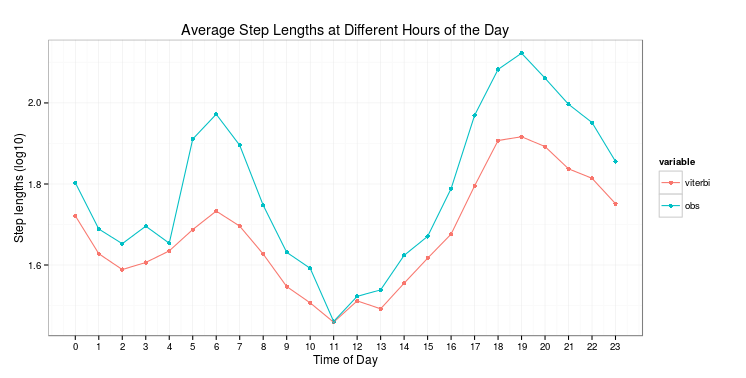 Average Step Lengths at Different Hours of the Day
Step lengths (log10)
2.0
1.8
1.6
0 1 2 3 4 5 6 7 8 9 10 11 12 13 14 15 16 17 18 19 20 21 22 23
Time of Day
variable
viterbi
obs